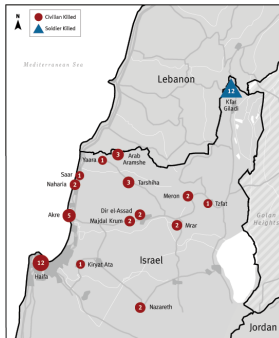 N
Civilian Killed
Soldier Killed
Mediterranean Sea
Lebanon
12
Kfar
Giladi
3
Arab
Aramshe
Yaara
1
Saar
1
Naharia
2
3
Tarshiha
Meron
2
1
Tzfat
Golan
Heights
Akre
5
Dir el-Assad
2
Majdal Krum
2
2
Mrar
12
Haifa
1
Kiryat Ata
Israel
2
Nazareth
Jordan